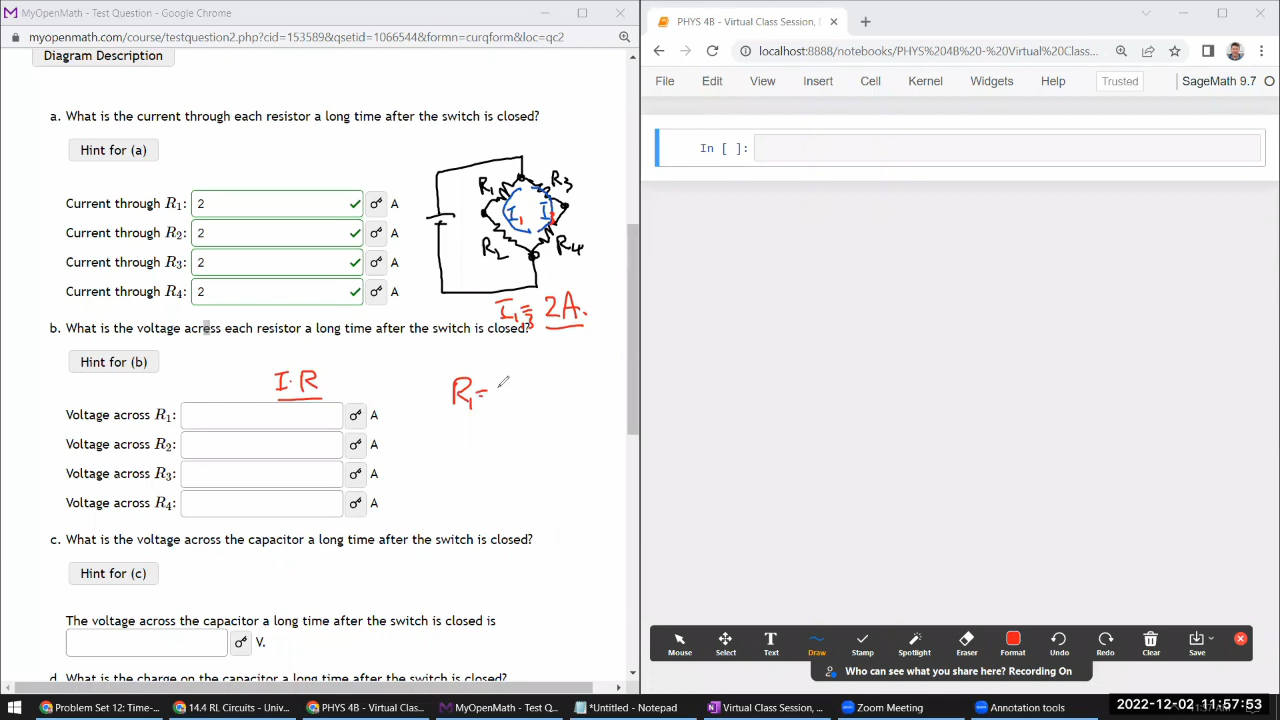 MyOpenMath - Test Question - Google Chrome
myopenmath.com/course/testquestion2.php?cid=153589&qsetid=1066544&formn=curqform&loc=qc2
Diagram Description
a. What is the current through each resistor a long time after the switch is closed?
Hint for (a)
Current through R1: 2 A
Current through R2: 2 A
Current through R3: 2 A
Current through R4: 2 A
R1
R3
I1
I3
R2
R4
I1,3 = 2A.
b. What is the voltage acress each resistor a long time after the switch is closed?
Hint for (b)
I·R
R1=
Voltage across R1: A
Voltage across R2: A
Voltage across R3: A
Voltage across R4: A
c. What is the voltage across the capacitor a long time after the switch is closed?
Hint for (c)
The voltage across the capacitor a long time after the switch is closed is
V.
d. What is the charge on the capacitor a long time after the switch is closed?
PHYS 4B - Virtual Class Session,
localhost:8888/notebooks/PHYS%204B%20-%20Virtual%20Class...
File Edit View Insert Cell Kernel Widgets Help Trusted SageMath 9.7
In [ ]:
Mouse Select Text Draw Stamp Spotlight Eraser Format Undo Redo Clear Save
Who can see what you share here? Recording On
Problem Set 12: Time-... 14.4 RL Circuits - Univ... PHYS 4B - Virtual Clas... MyOpenMath - Test Q... *Untitled - Notepad Virtual Class Session, ... Zoom Meeting Annotation tools
2022-12-02 11:57:53